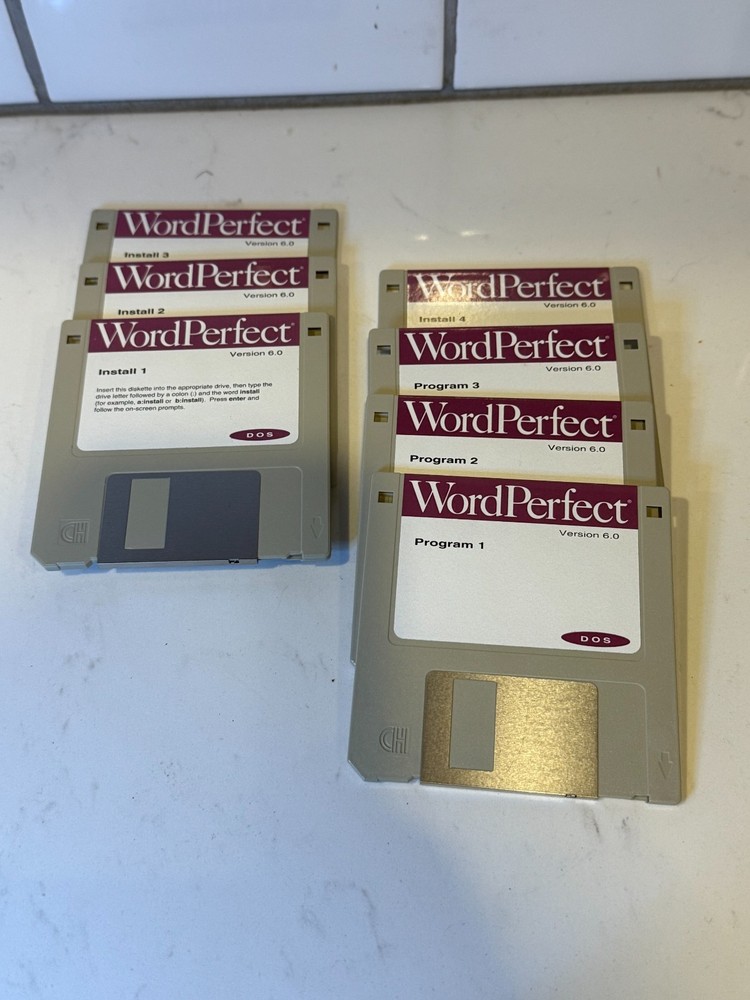 WordPerfect®
Version 6.0
Install 3
WordPerfect®
Version 6.0
Install 2
WordPerfect®
Version 6.0
Install 1
Insert this diskette into the appropriate drive, then type the
drive letter followed by a colon (:) and the word install
(for example, a:install or b:install). Press enter and
follow the on-screen prompts.
DOS
WordPerfect®
Version 6.0
Install 4
WordPerfect®
Version 6.0
Program 3
WordPerfect®
Version 6.0
Program 2
WordPerfect®
Version 6.0
Program 1
DOS